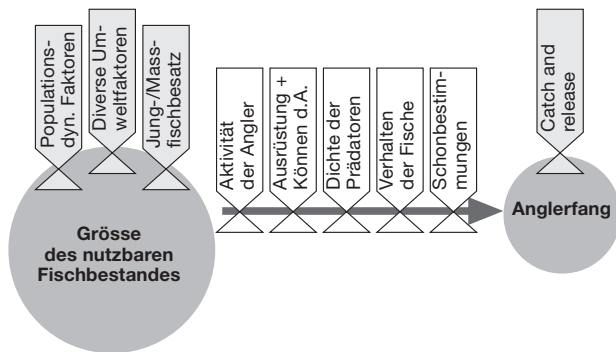 Populations-
dyn. Faktoren
Diverse Um-
weltfaktoren
Jung-/Mass-
fischbesatz
Aktivität
der Angler
Ausrüstung +
Können d.A.
Dichte der
Prädatoren
Verhalten
der Fische
Schonbestim-
mungen
Catch and
release
Grösse
des nutzbaren
Fischbestandes
Anglerfang